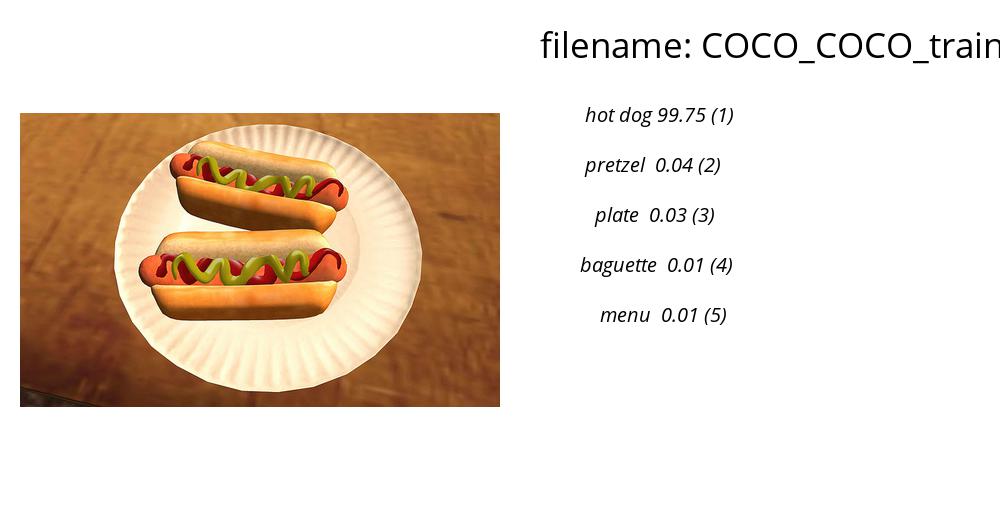 filename: COCO_COCO_train
hot dog 99.75 (1)
pretzel 0.04 (2)
plate 0.03 (3)
baguette 0.01 (4)
menu 0.01 (5)